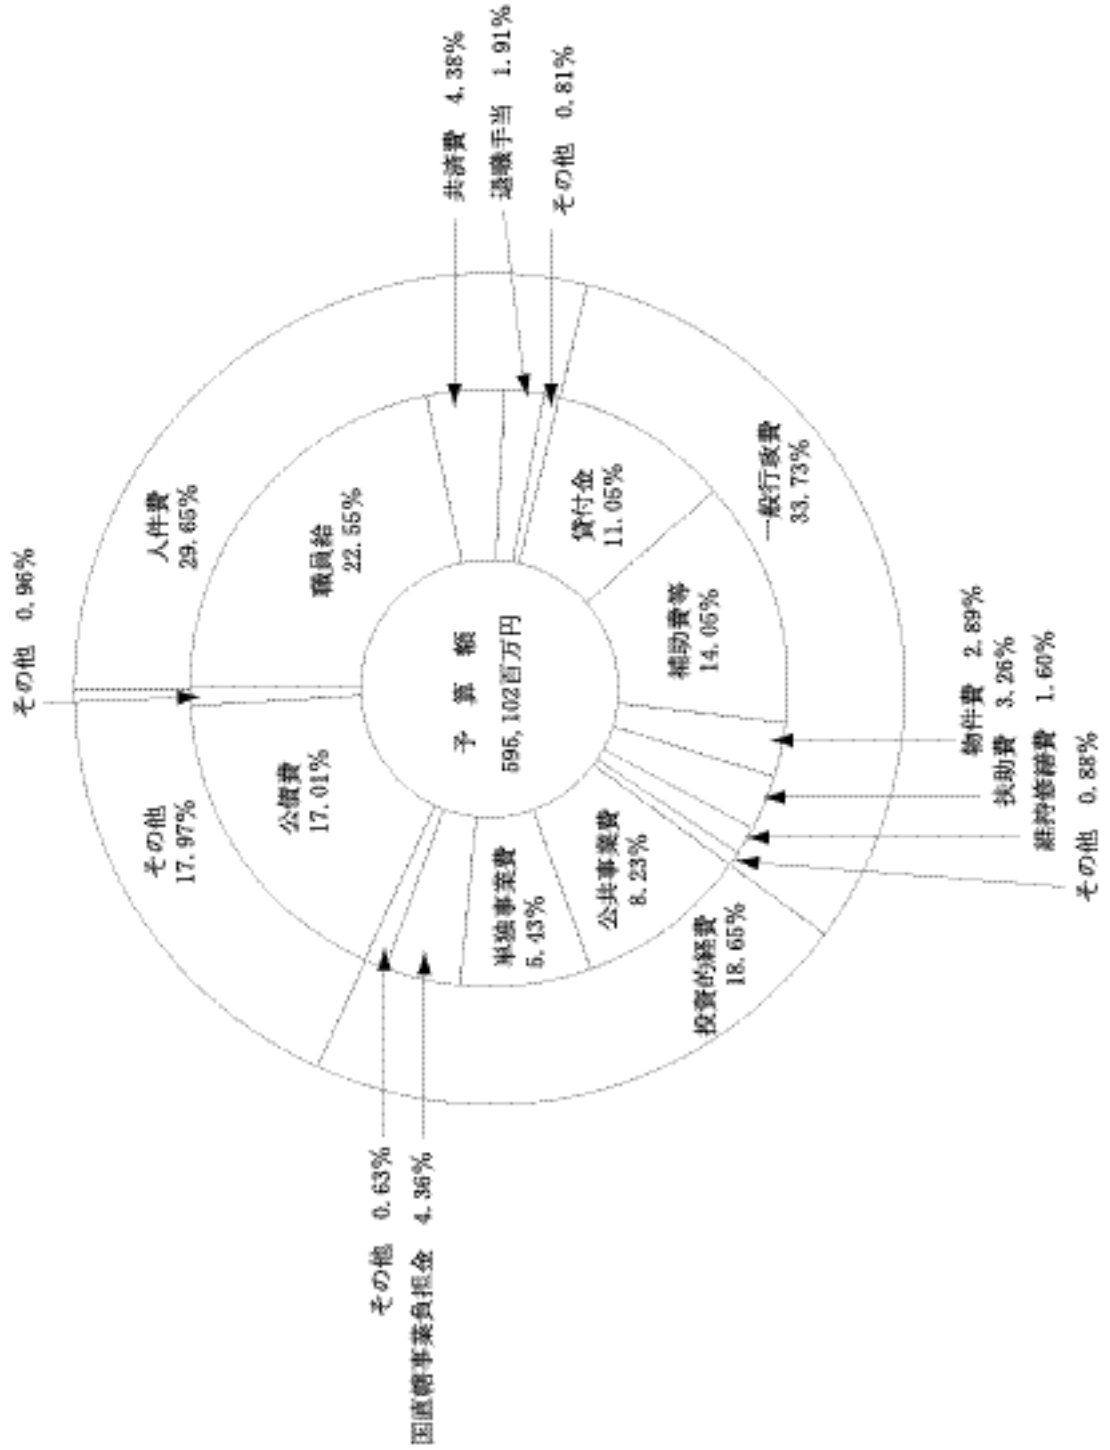 その他 0.96%
人件費
29.65%
職員給
22.55%
共済費 4.38%
退職手当 1.91%
その他 0.81%
一般行政費
33.73%
貸付金
11.05%
補助費等
14.05%
物件費 2.89%
扶助費 3.26%
維持修繕費 1.60%
その他 0.88%
投資的経費
18.65%
公共事業費
8.23%
単独事業費
5.43%
国直轄事業負担金 4.36%
その他 0.63%
その他
17.97%
公債費
17.01%
予算額
595,102百万円